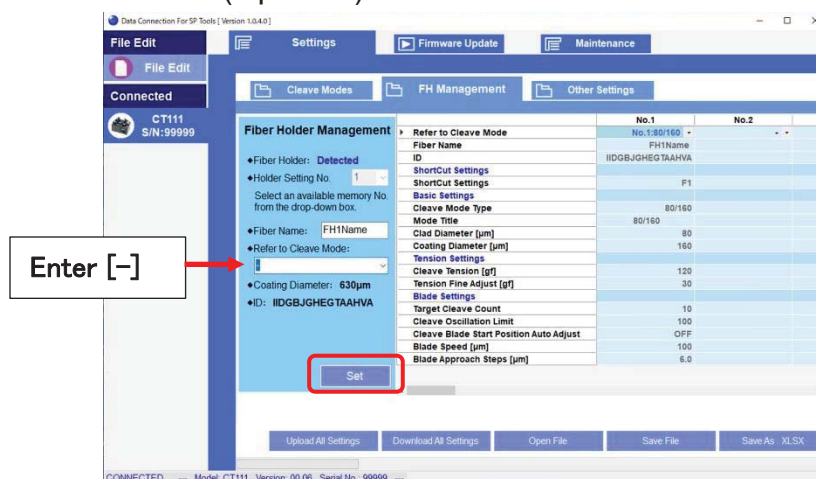 Data Connection For SP Tools [ Version 1.0.4.0 ]
File Edit
Settings
Firmware Update
Maintenance
File Edit
Connected
CT111
S/N:99999
Cleave Modes
FH Management
Other Settings
Fiber Holder Management
◆Fiber Holder: Detected
◆Holder Setting No. 1
Select an available memory No.
from the drop-down box.
◆Fiber Name: FH1Name
◆Refer to Cleave Mode:
-
◆Coating Diameter: 630µm
◆ID: IIDGBJGHEGTAAHVA
Set
Enter [-]
No.1 No.2
Refer to Cleave Mode No.1:80/160 - - -
Fiber Name FH1Name
ID IIDGBJGHEGTAAHVA
ShortCut Settings
ShortCut Settings F1
Basic Settings
Cleave Mode Type 80/160
Mode Title 80/160
Clad Diameter [µm] 80
Coating Diameter [µm] 160
Tension Settings
Cleave Tension [gf] 120
Tension Fine Adjust [gf] 30
Blade Settings
Target Cleave Count 10
Cleave Oscillation Limit 100
Cleave Blade Start Position Auto Adjust OFF
Blade Speed [µm] 100
Blade Approach Steps [µm] 6.0
Upload All Settings Download All Settings Open File Save File Save As XLSX
CONNECTED --- Model: CT111 Version: 00.06 Serial No.: 99999 ---